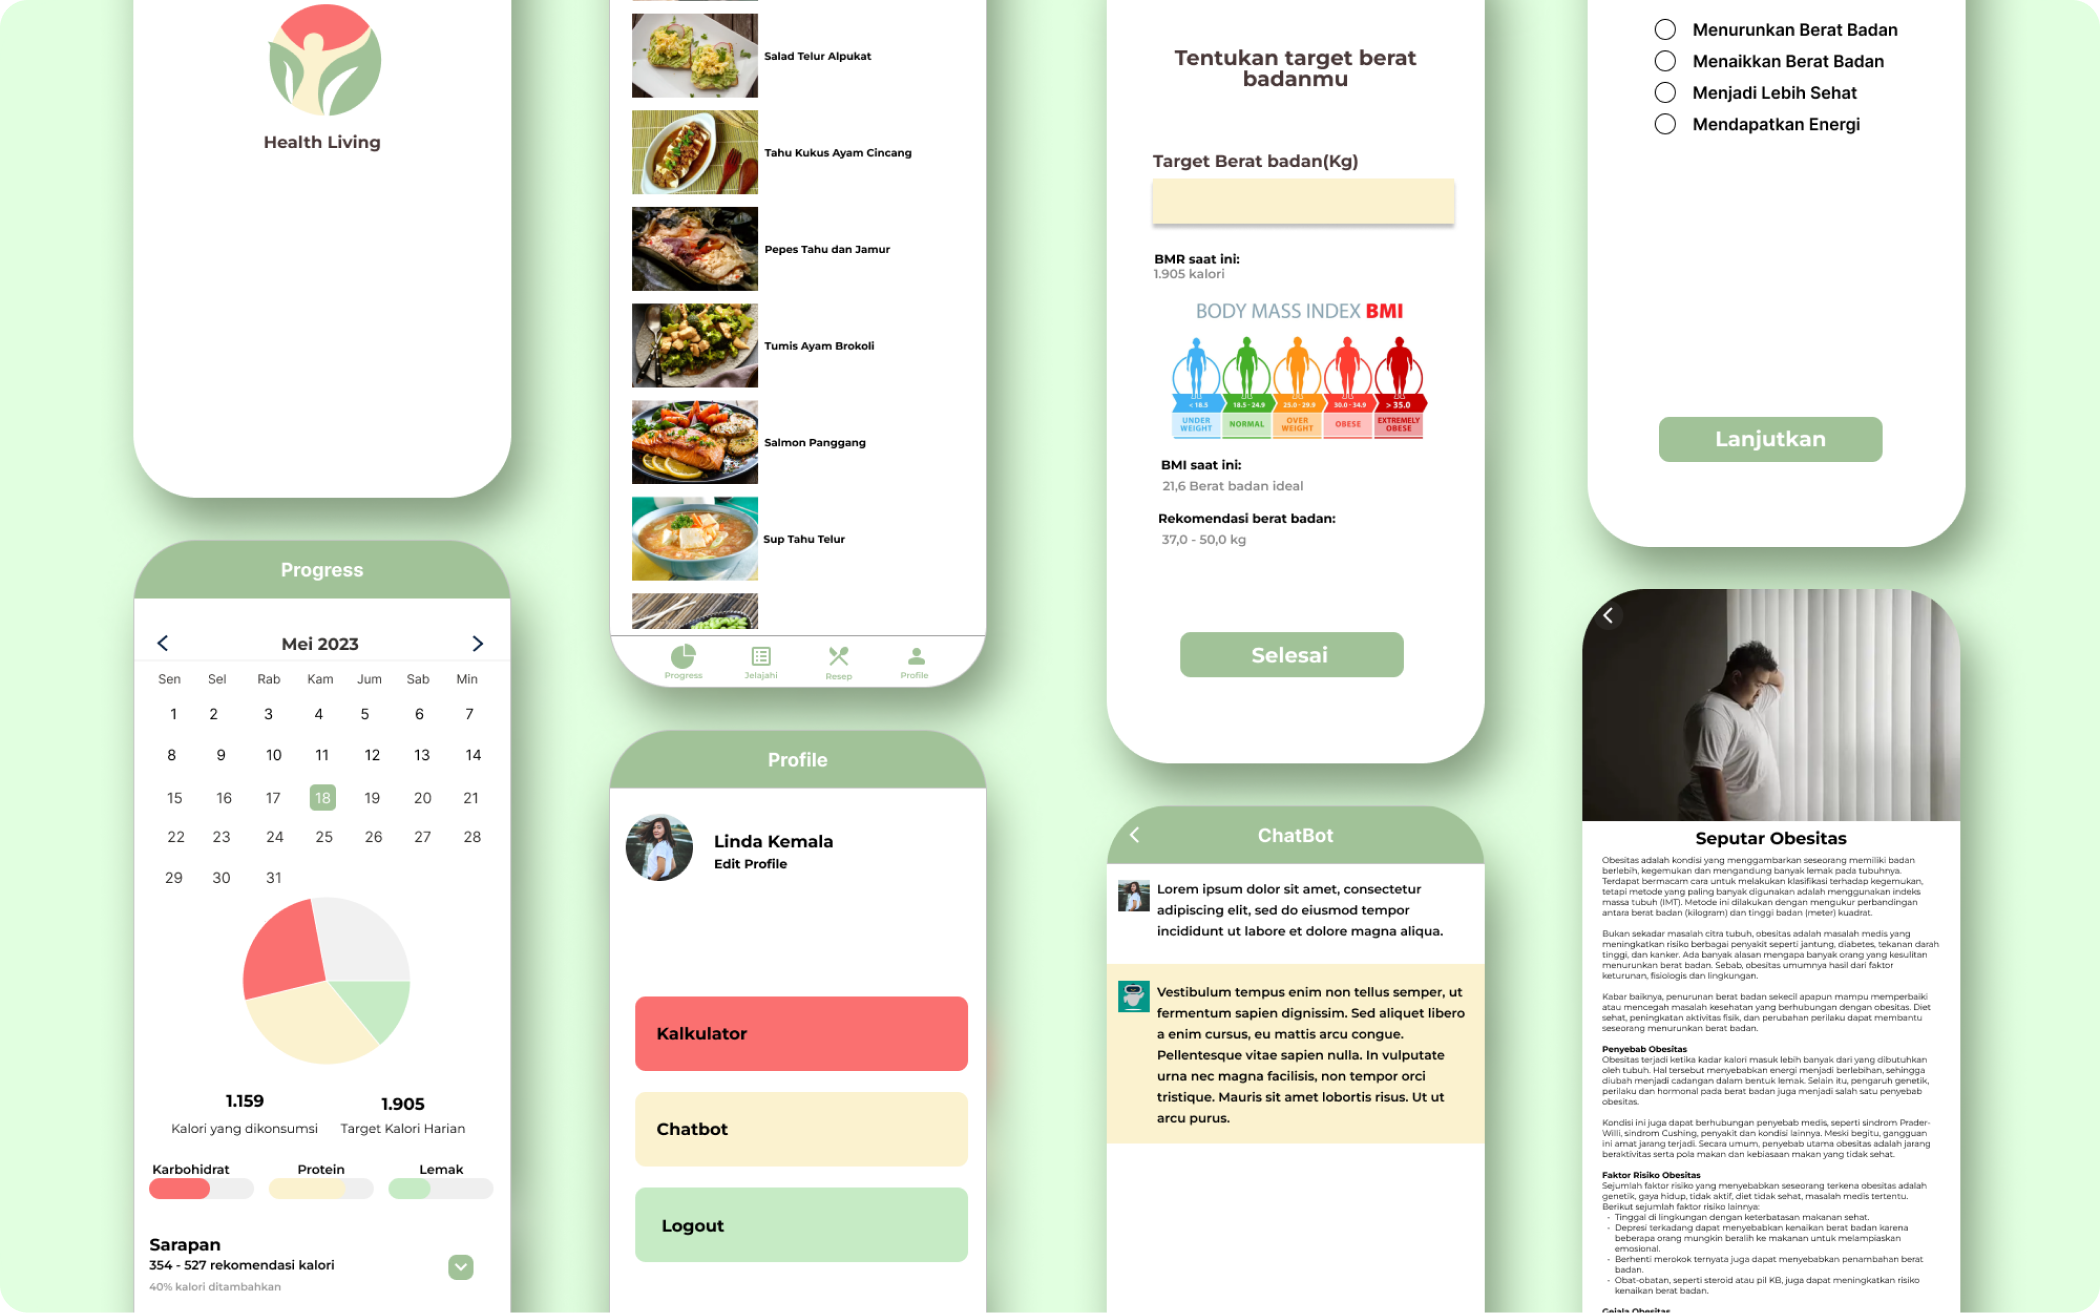 Health Living
Progress
Mei 2023
Sen Sel Rab Kam Jum Sab Min
1 2 3 4 5 6 7
8 9 10 11 12 13 14
15 16 17 18 19 20 21
22 23 24 25 26 27 28
29 30 31
1.159 1.905
Kalori yang dikonsumsi Target Kalori Harian
Karbohidrat Protein Lemak
Sarapan
354 - 527 rekomendasi kalori
40% kalori ditambahkan
Salad Telur Alpukat
Tahu Kukus Ayam Cincang
Pepes Tahu dan Jamur
Tumis Ayam Brokoli
Salmon Panggang
Sup Tahu Telur
Progress Jelajahi Resep Profile
Profile
Linda Kemala
Edit Profile
Kalkulator
Chatbot
Logout
Tentukan target berat
badanmu
Target Berat badan(Kg)
BMR saat ini:
1.905 kalori
BODY MASS INDEX BMI
< 18.5 18.5 - 24.9 25.0 - 29.9 30.0 - 34.9 > 35.0
UNDER WEIGHT NORMAL OVER WEIGHT OBESE EXTREMELY OBESE
BMI saat ini:
21,6 Berat badan ideal
Rekomendasi berat badan:
37,0 - 50,0 kg
Selesai
ChatBot
Lorem ipsum dolor sit amet, consectetur
adipiscing elit, sed do eiusmod tempor
incididunt ut labore et dolore magna aliqua.
Vestibulum tempus enim non tellus semper, ut
fermentum sapien dignissim. Sed aliquet libero
a enim cursus, eu mattis arcu congue.
Pellentesque vitae sapien nulla. In vulputate
urna nec magna facilisis, non tempor orci
tristique. Mauris sit amet lobortis risus. Ut ut
arcu purus.
Menurunkan Berat Badan
Menaikkan Berat Badan
Menjadi Lebih Sehat
Mendapatkan Energi
Lanjutkan
Seputar Obesitas
Obesitas adalah kondisi yang menggambarkan seseorang memiliki badan
berlebih, kegemukan dan mengandung banyak lemak pada tubuhnya.
Terdapat bermacam cara untuk melakukan klasifikasi terhadap kegemukan,
tetapi metode yang paling banyak digunakan adalah menggunakan indeks
massa tubuh (IMT). Metode ini dilakukan dengan mengukur perbandingan
antara berat badan (kilogram) dan tinggi badan (meter) kuadrat.
Bukan sekadar masalah citra tubuh, obesitas adalah masalah medis yang
meningkatkan risiko berbagai penyakit seperti jantung, diabetes, tekanan darah
tinggi, dan kanker. Ada banyak alasan mengapa banyak orang yang kesulitan
menurunkan berat badan. Sebab, obesitas umumnya hasil dari faktor
keturunan, fisiologis dan lingkungan.
Kabar baiknya, penurunan berat badan sekecil apapun mampu memperbaiki
atau mencegah masalah kesehatan yang berhubungan dengan obesitas. Diet
sehat, peningkatan aktivitas fisik, dan perubahan perilaku dapat membantu
seseorang menurunkan berat badan.
Penyebab Obesitas
Obesitas terjadi ketika kadar kalori masuk lebih banyak dari yang dibutuhkan
oleh tubuh. Hal tersebut menyebabkan energi menjadi berlebihan, sehingga
diubah menjadi cadangan dalam bentuk lemak. Selain itu, pengaruh genetik,
perilaku dan hormonal pada berat badan juga menjadi salah satu penyebab
obesitas.
Kondisi ini juga dapat berhubungan penyebab medis, seperti sindrom Prader-
Willi, sindrom Cushing, penyakit dan kondisi lainnya. Meski begitu, gangguan
ini amat jarang terjadi. Secara umum, penyebab utama obesitas adalah jarang
beraktivitas serta pola makan dan kebiasaan makan yang tidak sehat.
Faktor Risiko Obesitas
Sejumlah faktor risiko yang menyebabkan seseorang terkena obesitas adalah
genetik, gaya hidup, tidak aktif, diet tidak sehat, masalah medis tertentu.
Berikut sejumlah faktor risiko lainnya:
- Tinggal di lingkungan dengan keterbatasan makanan sehat.
- Depresi terkadang dapat menyebabkan kenaikan berat badan karena
beberapa orang mungkin beralih ke makanan untuk melampiaskan
emosional.
- Berhenti merokok ternyata juga dapat menyebabkan penambahan berat
badan.
- Obat-obatan, seperti steroid atau pil KB, juga dapat meningkatkan risiko
kenaikan berat badan.
Gejala Obesitas